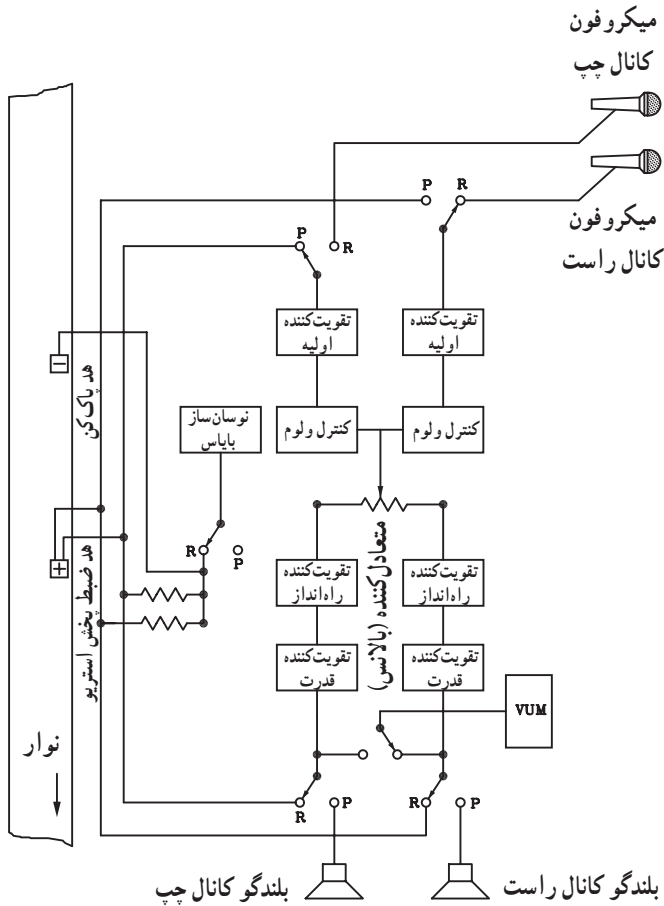 میکروفون
کانال چپ
P
R
میکروفون
کانال راست
P
R
تقویت‌کننده
اولیه
تقویت‌کننده
اولیه
هد پاک‌کن
نوسان‌ساز
بایاس
کنترل ولوم
کنترل ولوم
R
P
متعادل‌کننده (بالانس)
هد ضبط پخش استریو
تقویت‌کننده
راه‌انداز
تقویت‌کننده
راه‌انداز
تقویت‌کننده
قدرت
تقویت‌کننده
قدرت
VUM
نوار
R
P
R
P
بلندگو کانال چپ
بلندگو کانال راست